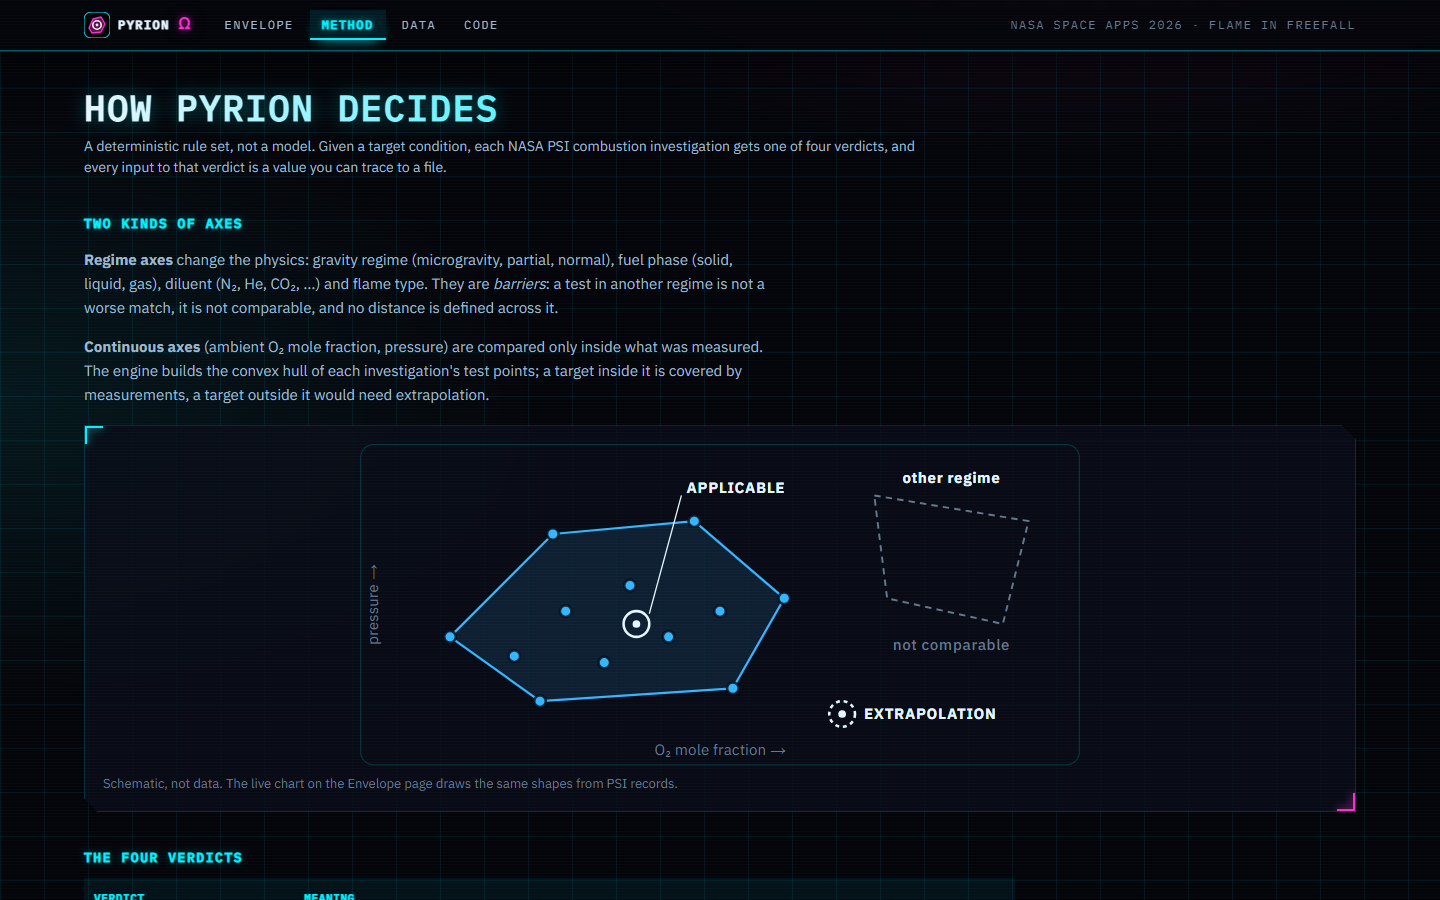 PYRION Ω
ENVELOPE
METHOD
DATA
CODE
NASA SPACE APPS 2026 · FLAME IN FREEFALL
HOW PYRION DECIDES
A deterministic rule set, not a model. Given a target condition, each NASA PSI combustion investigation gets one of four verdicts, and
every input to that verdict is a value you can trace to a file.
TWO KINDS OF AXES
Regime axes change the physics: gravity regime (microgravity, partial, normal), fuel phase (solid,
liquid, gas), diluent (N₂, He, CO₂, ...) and flame type. They are barriers: a test in another regime is not a
worse match, it is not comparable, and no distance is defined across it.
Continuous axes (ambient O₂ mole fraction, pressure) are compared only inside what was measured.
The engine builds the convex hull of each investigation's test points; a target inside it is covered by
measurements, a target outside it would need extrapolation.
other regime
APPLICABLE
pressure →
not comparable
EXTRAPOLATION
O₂ mole fraction →
Schematic, not data. The live chart on the Envelope page draws the same shapes from PSI records.
THE FOUR VERDICTS
VERDICT
MEANING